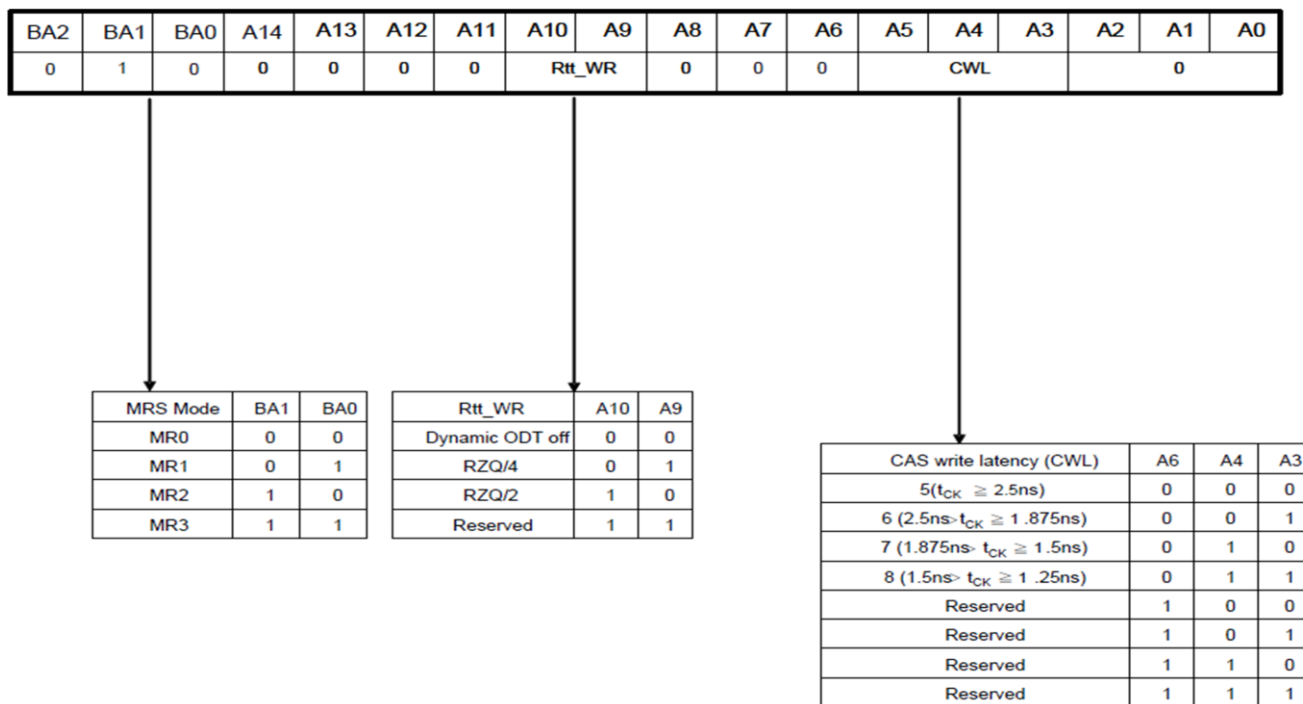 BA2 BA1 BA0 A14 A13 A12 A11 A10 A9 A8 A7 A6 A5 A4 A3 A2 A1 A0
0 1 0 0 0 0 0 Rtt_WR 0 0 0 CWL 0
MRS Mode BA1 BA0
MR0 0 0
MR1 0 1
MR2 1 0
MR3 1 1
Rtt_WR A10 A9
Dynamic ODT off 0 0
RZQ/4 0 1
RZQ/2 1 0
Reserved 1 1
CAS write latency (CWL) A6 A4 A3
5(tCK ≧ 2.5ns) 0 0 0
6 (2.5ns>tCK ≧ 1 .875ns) 0 0 1
7 (1.875ns> tCK ≧ 1.5ns) 0 1 0
8 (1.5ns> tCK ≧ 1 .25ns) 0 1 1
Reserved 1 0 0
Reserved 1 0 1
Reserved 1 1 0
Reserved 1 1 1